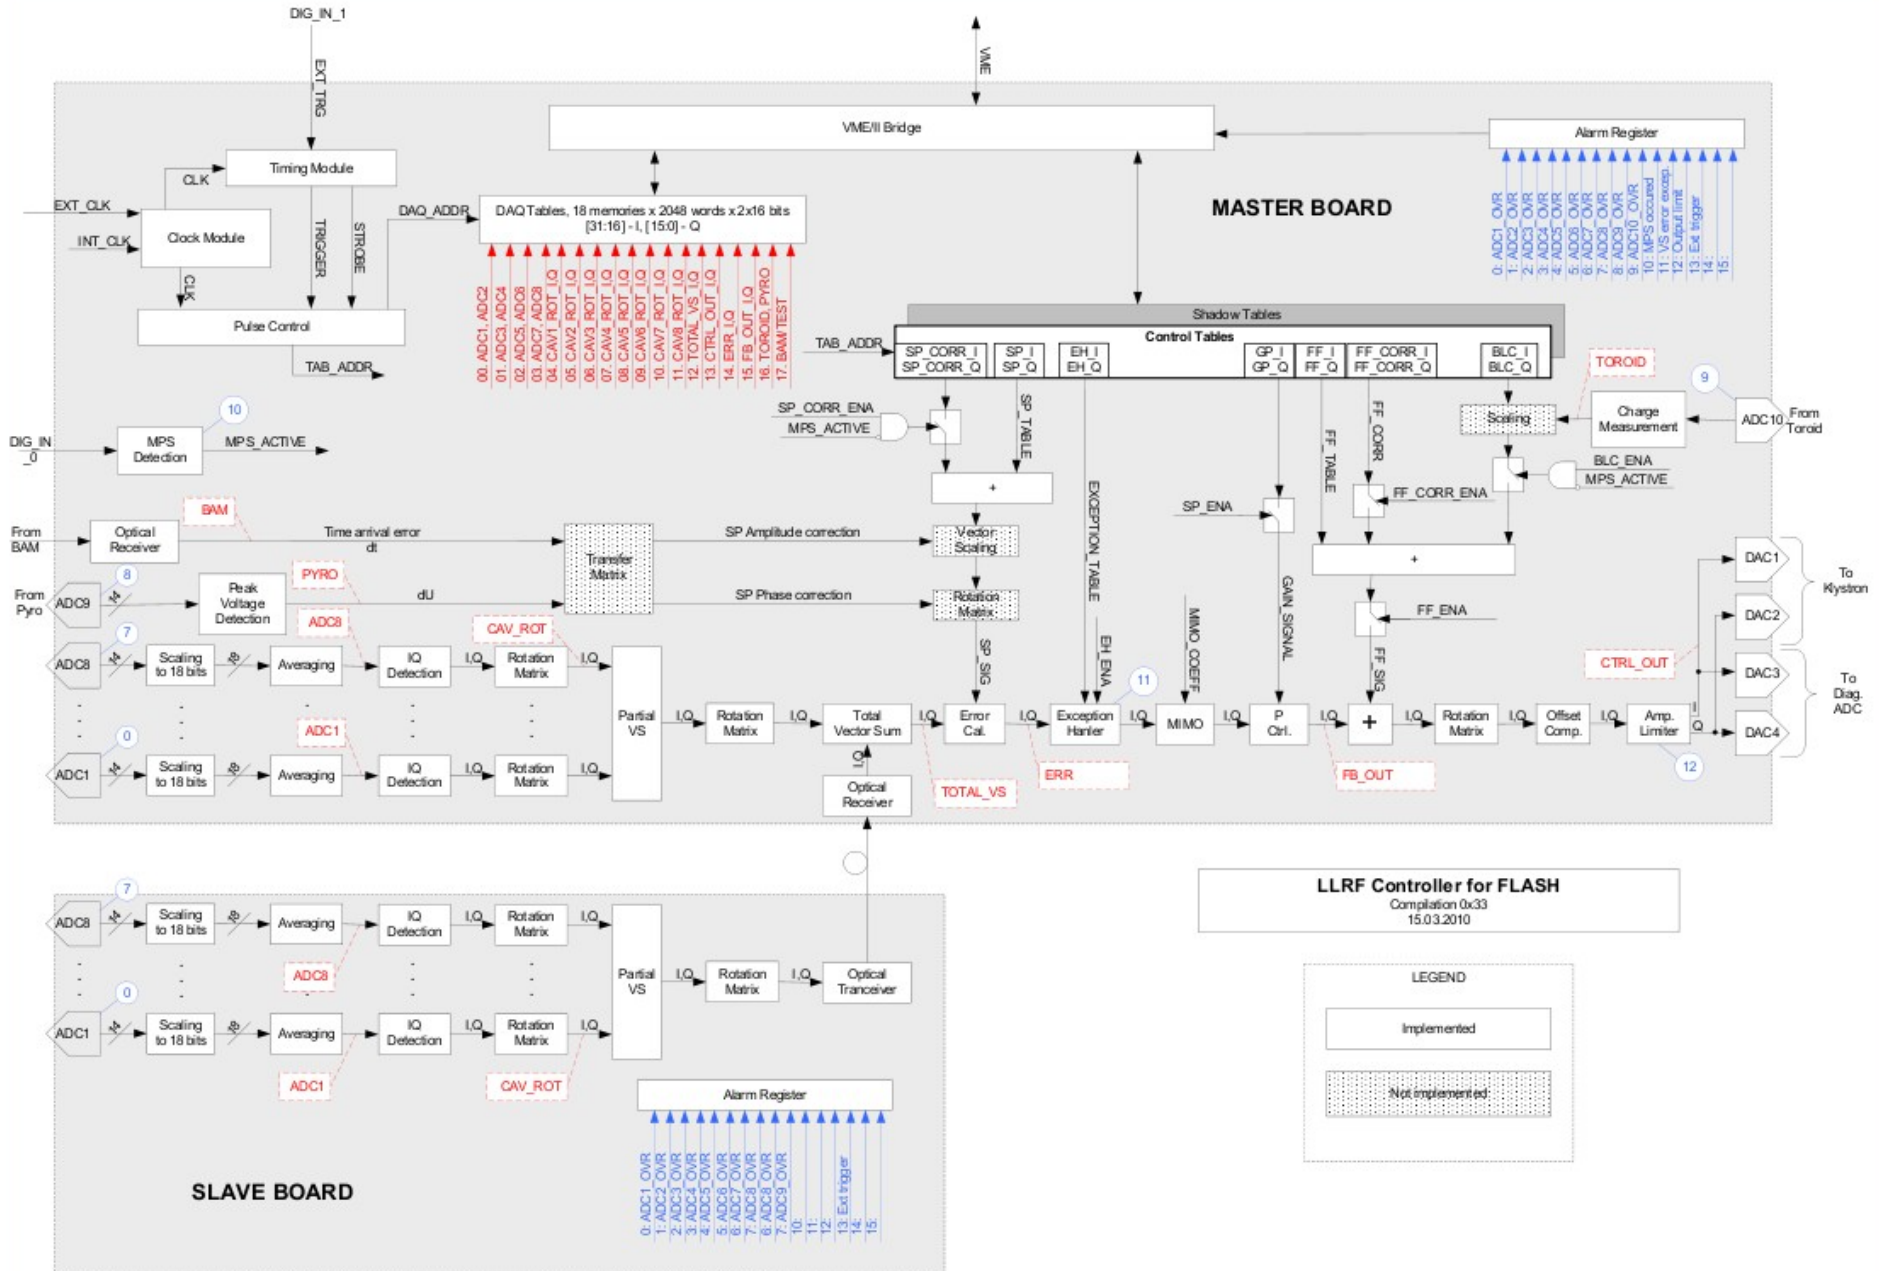 DIG_IN_1
EXT_TRG
VME
VME/II Bridge
Alarm Register
Timing Module
CLK
EXT_CLK
INT_CLK
Clock Module
CLK
TRIGGER
STROBE
DAQ_ADDR
DAQ Tables, 18 memories x 2048 words x 2x16 bits
[31:16] - I, [15:0] - Q
MASTER BOARD
0: ADC1_OVR
1: ADC2_OVR
2: ADC3_OVR
3: ADC4_OVR
4: ADC5_OVR
5: ADC6_OVR
6: ADC7_OVR
7: ADC8_OVR
8: ADC9_OVR
9: ADC10_OVR
10: MPS occured
11: VS error excep.
12: Output limit
13: Ext trigger
14:
15:
00. ADC1, ADC2
01. ADC3, ADC4
02. ADC5, ADC6
03. ADC7, ADC8
04. CAV1_ROT_I,Q
05. CAV2_ROT_I,Q
06. CAV3_ROT_I,Q
07. CAV4_ROT_I,Q
08. CAV5_ROT_I,Q
09. CAV6_ROT_I,Q
10. CAV7_ROT_I,Q
11. CAV8_ROT_I,Q
12. TOTAL_VS_I,Q
13. CTRL_OUT_I,Q
14. ERR_I,Q
15. FB_OUT_I,Q
16. TOROID, PYRO
17. BAM/TEST
Pulse Control
TAB_ADDR
Shadow Tables
Control Tables
TAB_ADDR
SP_CORR_I
SP_CORR_Q
SP_I
SP_Q
EH_I
EH_Q
GP_I
GP_Q
FF_I
FF_Q
FF_CORR_I
FF_CORR_Q
BLC_I
BLC_Q
TOROID
9
DIG_IN
_0
MPS
Detection
10
MPS_ACTIVE
SP_CORR_ENA
MPS_ACTIVE
SP_TABLE
FF_TABLE
FF_CORR
Scaling
Charge
Measurement
ADC10
From
Toroid
BLC_ENA
MPS_ACTIVE
+
EXCEPTION_TABLE
SP_ENA
FF_CORR_ENA
From
BAM
Optical
Receiver
BAM
Time arrival error
dt
Transfer
Matrix
SP Amplitude correction
Vector
Scaling
+
DAC1
To
Klystron
DAC2
From
Pyro
ADC9
8
14
Peak
Voltage
Detection
PYRO
dU
SP Phase correction
Rotation
Matrix
GAIN_SIGNAL
FF_ENA
ADC8
7
14
Scaling
to 18 bits
18
Averaging
ADC8
IQ
Detection
I,Q
Rotation
Matrix
CAV_ROT
I,Q
Partial
VS
SP_SIG
EH_ENA
11
MIMO_COEFF
FF_SIG
CTRL_OUT
DAC3
To
Diag.
ADC
DAC4
I,Q
Rotation
Matrix
I,Q
Total
Vector Sum
I,Q
Error
Cal.
I,Q
Exception
Hanler
I,Q
MIMO
I,Q
P
Ctrl.
I,Q
+
I,Q
Rotation
Matrix
I,Q
Offset
Comp.
I,Q
Amp.
Limiter
I
Q
12
ADC1
0
14
Scaling
to 18 bits
18
Averaging
ADC1
IQ
Detection
I,Q
Rotation
Matrix
I,Q
I,Q
Optical
Receiver
TOTAL_VS
ERR
FB_OUT
ADC8
7
14
Scaling
to 18 bits
18
Averaging
ADC8
IQ
Detection
I,Q
Rotation
Matrix
I,Q
Partial
VS
I,Q
Rotation
Matrix
I,Q
Optical
Tranceiver
ADC1
0
14
Scaling
to 18 bits
18
Averaging
ADC1
IQ
Detection
I,Q
Rotation
Matrix
CAV_ROT
I,Q
Alarm Register
0: ADC1_OVR
1: ADC2_OVR
2: ADC3_OVR
3: ADC4_OVR
4: ADC5_OVR
5: ADC6_OVR
6: ADC7_OVR
7: ADC8_OVR
6: ADC8_OVR
7: ADC9_OVR
10:
11:
12:
13: Ext trigger
14:
15:
SLAVE BOARD
LLRF Controller for FLASH
Compilation 0x33
15.03.2010
LEGEND
Implemented
Not implemented